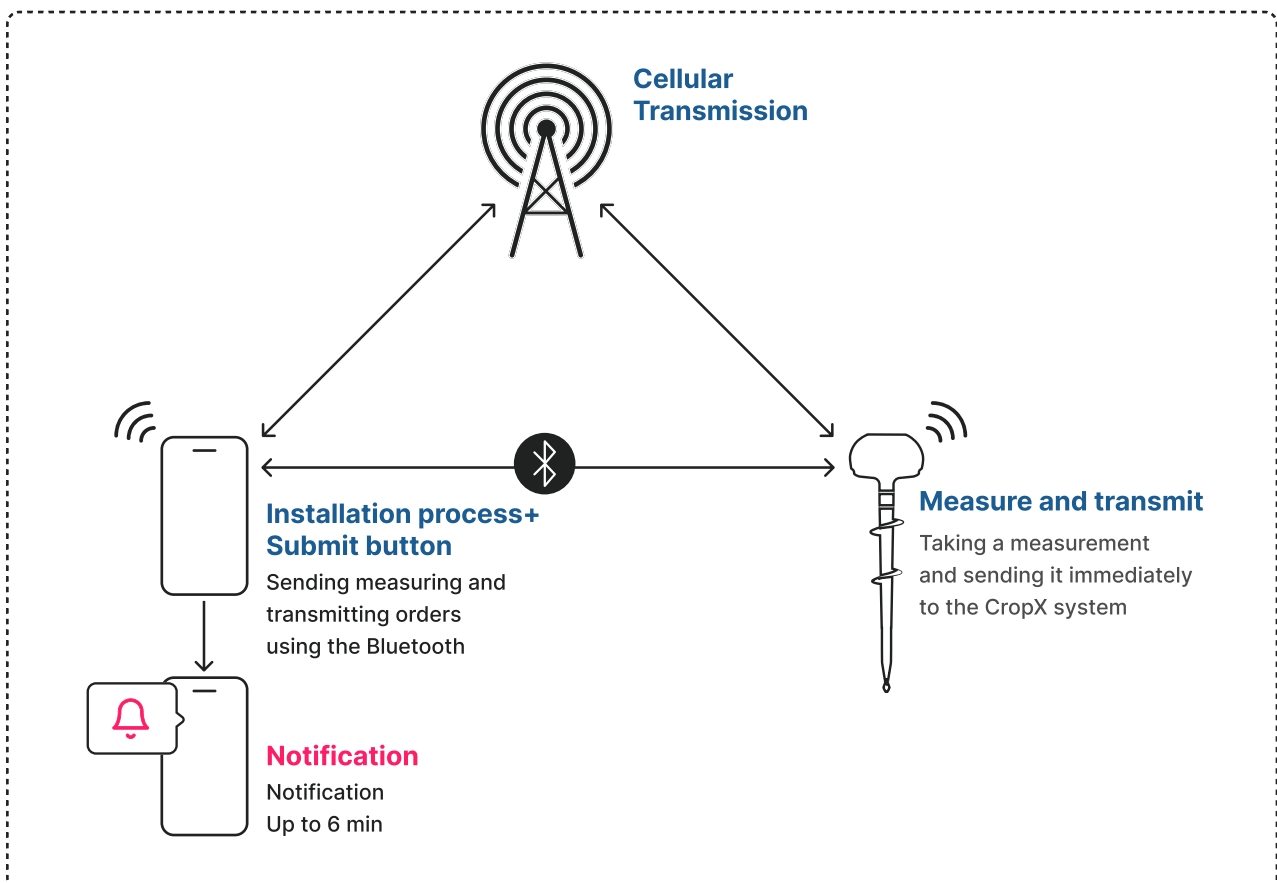 Cellular
Transmission
Installation process+
Submit button
Sending measuring and
transmitting orders
using the Bluetooth
Measure and transmit
Taking a measurement
and sending it immediately
to the CropX system
Notification
Notification
Up to 6 min